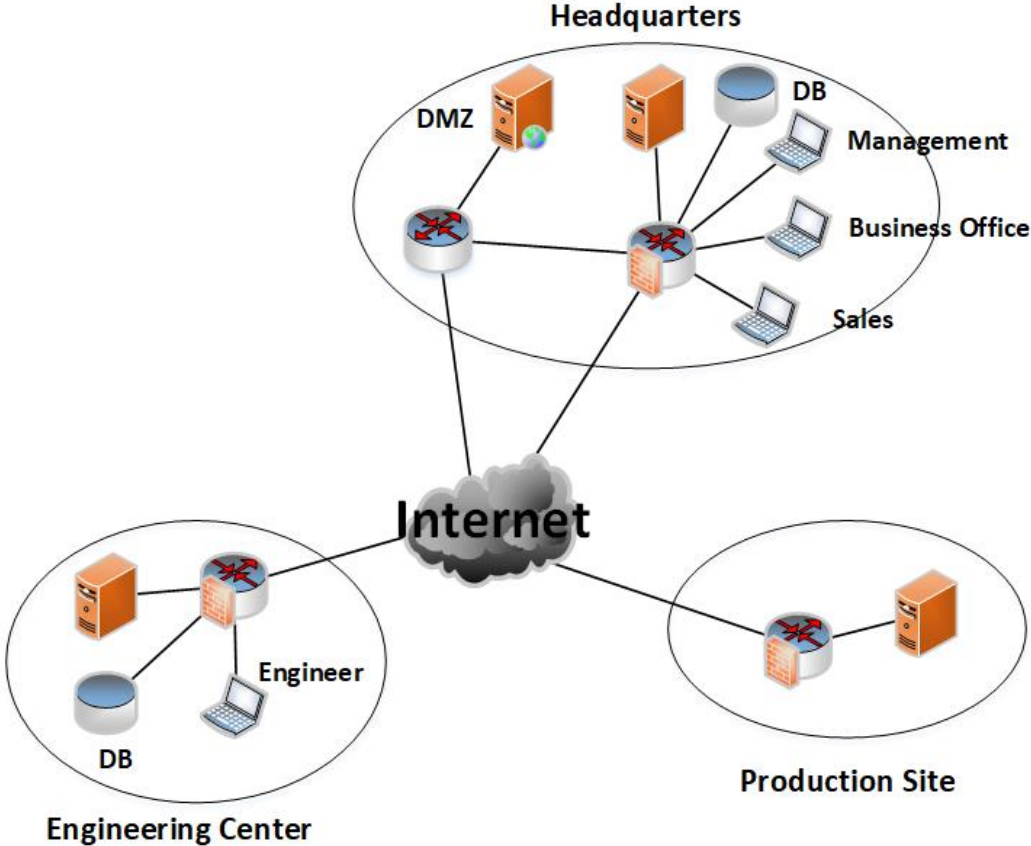 Headquarters
DMZ
DB
Management
Business Office
Sales
Internet
Engineer
DB
Engineering Center
Production Site